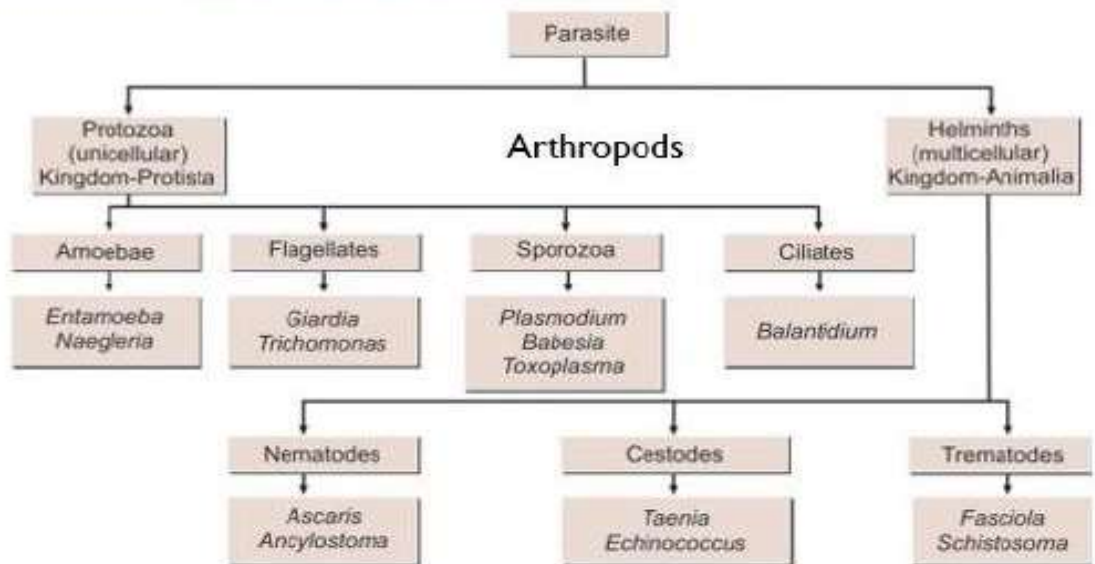 Parasite
Protozoa
(unicellular)
Kingdom-Protista
Arthropods
Helminths
(multicellular)
Kingdom-Animalia
Amoebae
Flagellates
Sporozoa
Ciliates
Entamoeba
Naegleria
Giardia
Trichomonas
Plasmodium
Babesia
Toxoplasma
Balantidium
Nematodes
Cestodes
Trematodes
Ascaris
Ancylostoma
Taenia
Echinococcus
Fasciola
Schistosoma